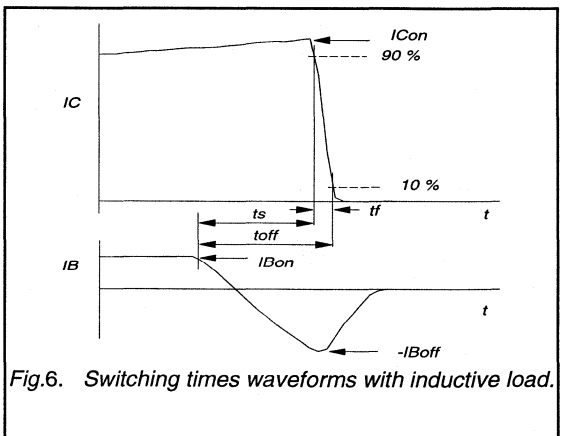 ICon
90 %
IC
10 %
ts
tf
t
toff
IB
IBon
t
-IBoff
Fig.6. Switching times waveforms with inductive load.